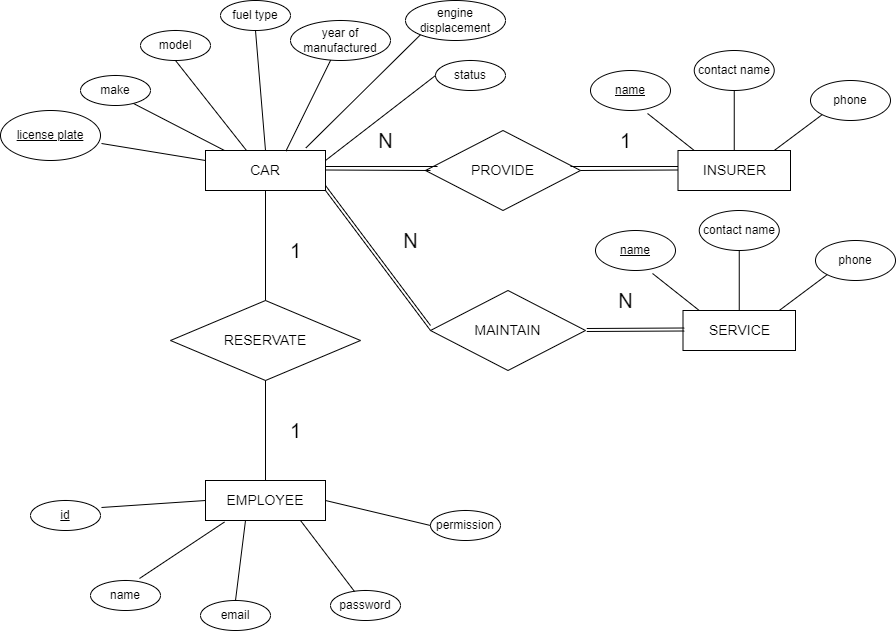 fuel type
engine
displacement
year of
manufactured
model
status
make
license plate
name
contact name
phone
N
1
CAR
PROVIDE
INSURER
1
N
name
contact name
phone
N
MAINTAIN
SERVICE
RESERVATE
1
EMPLOYEE
id
permission
name
email
password